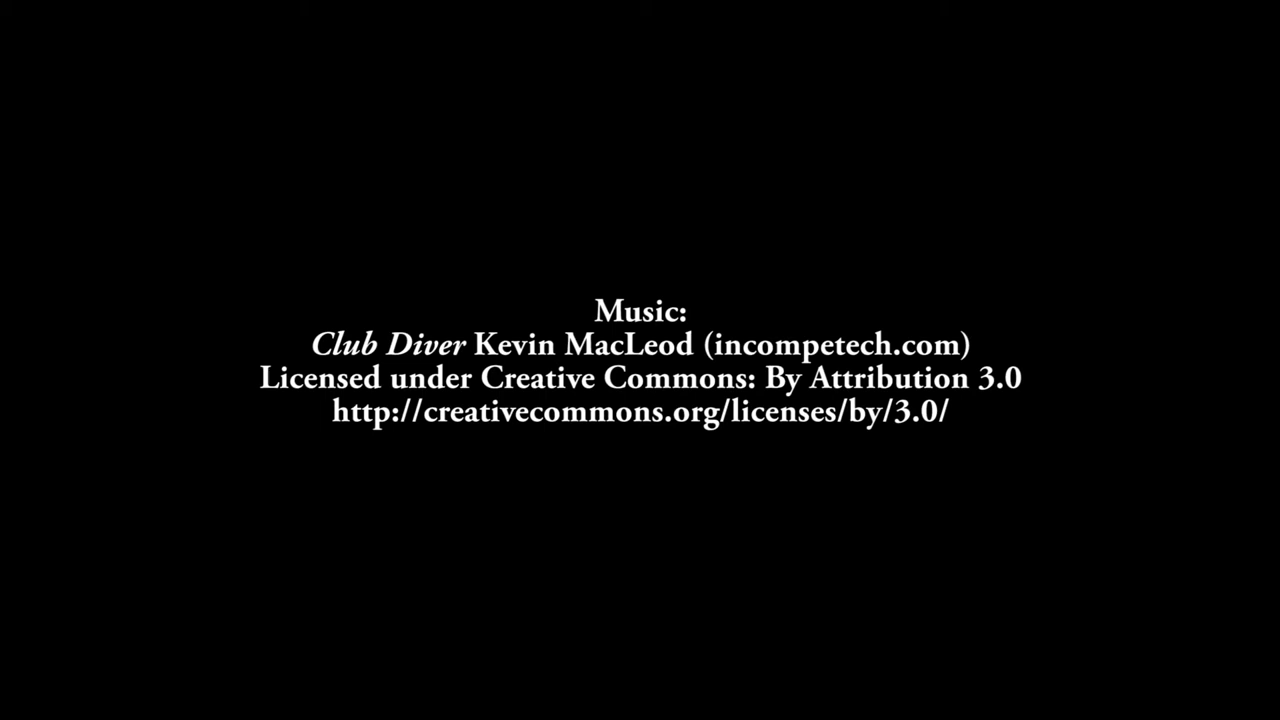 Music:
Club Diver Kevin MacLeod (incompetech.com)
Licensed under Creative Commons: By Attribution 3.0
http://creativecommons.org/licenses/by/3.0/